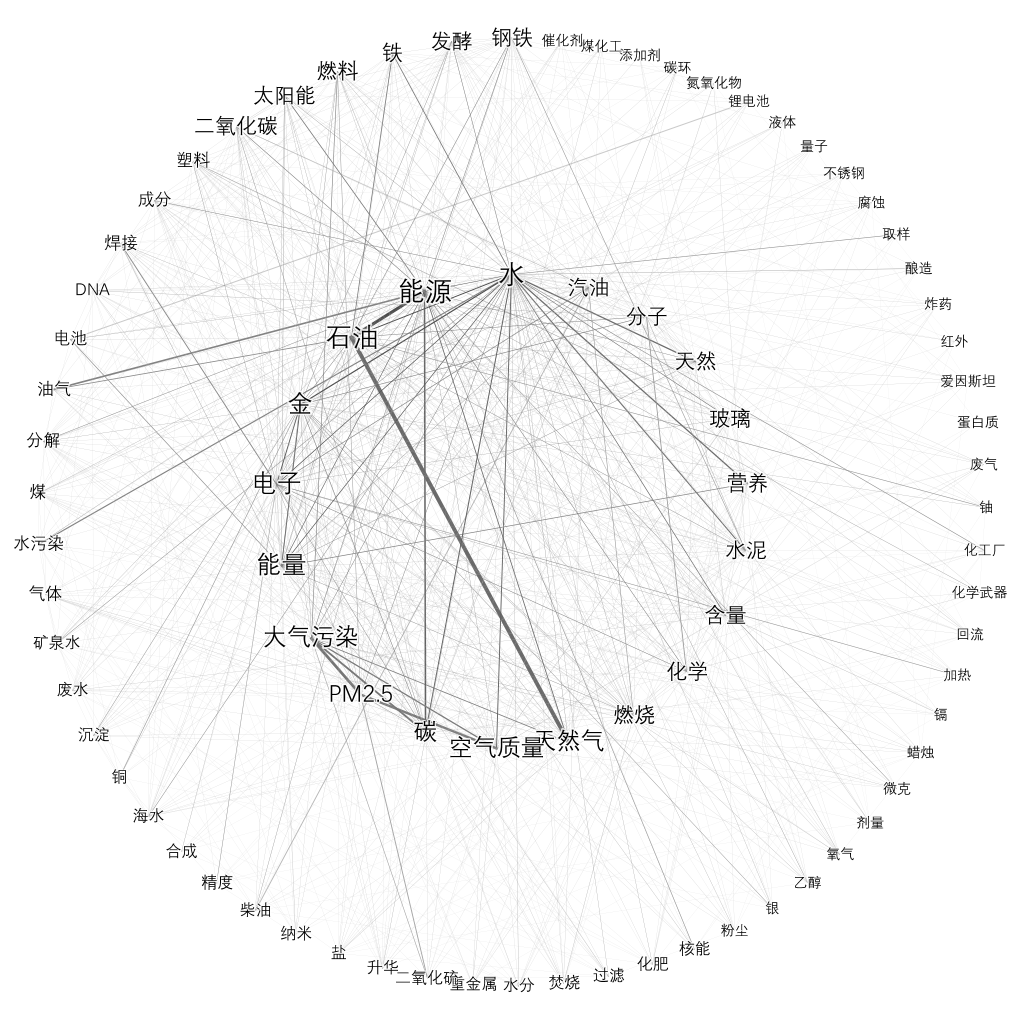 钢铁
催化剂
煤化工
添加剂
碳环
氮氧化物
锂电池
液体
量子
不锈钢
腐蚀
取样
酿造
炸药
红外
爱因斯坦
蛋白质
废气
铀
化工厂
化学武器
回流
加热
镉
蜡烛
微克
剂量
氧气
乙醇
银
粉尘
核能
化肥
过滤
焚烧
水分
重金属
二氧化硫
升华
盐
纳米
柴油
精度
合成
海水
铜
沉淀
废水
矿泉水
气体
水污染
煤
分解
油气
电池
DNA
焊接
成分
塑料
二氧化碳
太阳能
燃料
铁
发酵
水
汽油
分子
天然
玻璃
营养
水泥
含量
化学
燃烧
天然气
空气质量
碳
PM2.5
大气污染
能量
电子
金
石油
能源